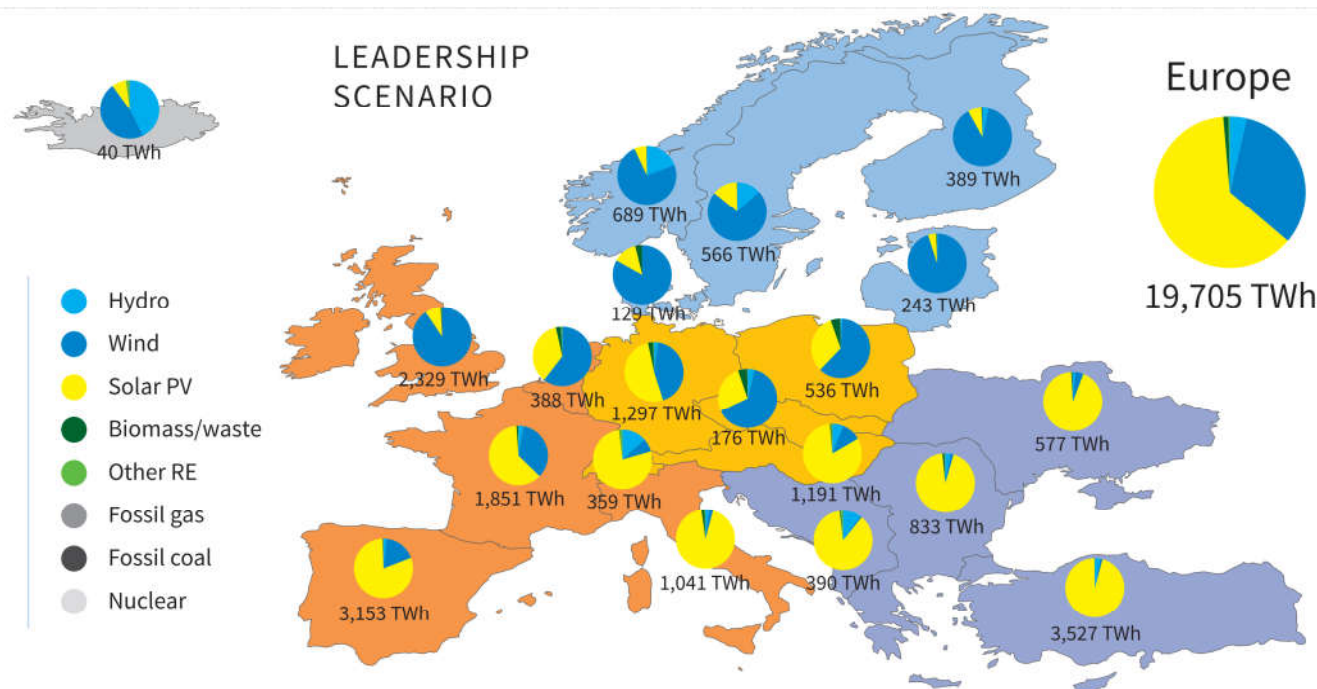 LEADERSHIP
SCENARIO
Europe
19,705 TWh
40 TWh
689 TWh
566 TWh
389 TWh
129 TWh
243 TWh
Hydro
Wind
Solar PV
Biomass/waste
Other RE
Fossil gas
Fossil coal
Nuclear
2,329 TWh
388 TWh
1,297 TWh
176 TWh
536 TWh
577 TWh
1,851 TWh
359 TWh
1,191 TWh
833 TWh
3,153 TWh
1,041 TWh
390 TWh
3,527 TWh